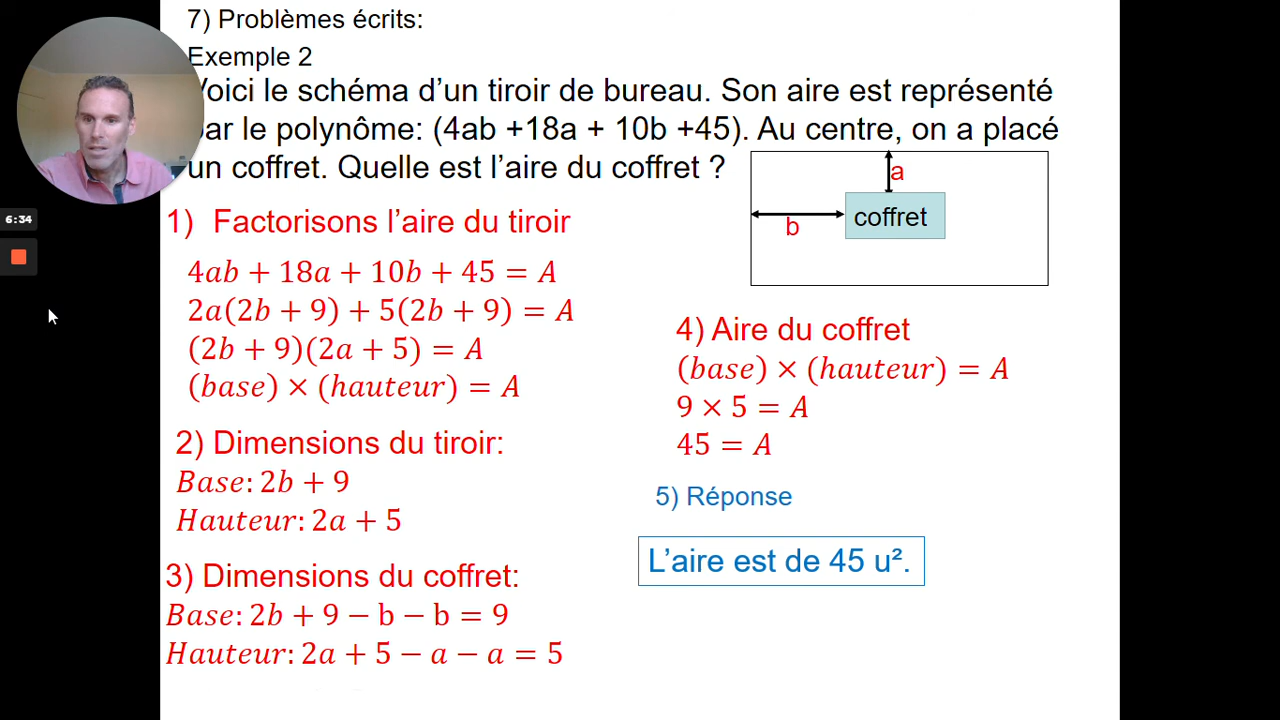 7) Problèmes écrits:
Exemple 2
Voici le schéma d’un tiroir de bureau. Son aire est représenté
par le polynôme: (4ab +18a + 10b +45). Au centre, on a placé
un coffret. Quelle est l’aire du coffret ?
a
b
coffret
6:34
1) Factorisons l’aire du tiroir
4ab + 18a + 10b + 45 = A
2a(2b + 9) + 5(2b + 9) = A
(2b + 9)(2a + 5) = A
(base) × (hauteur) = A
2) Dimensions du tiroir:
Base: 2b + 9
Hauteur: 2a + 5
3) Dimensions du coffret:
Base: 2b + 9 − b − b = 9
Hauteur: 2a + 5 − a − a = 5
4) Aire du coffret
(base) × (hauteur) = A
9 × 5 = A
45 = A
5) Réponse
L’aire est de 45 u².